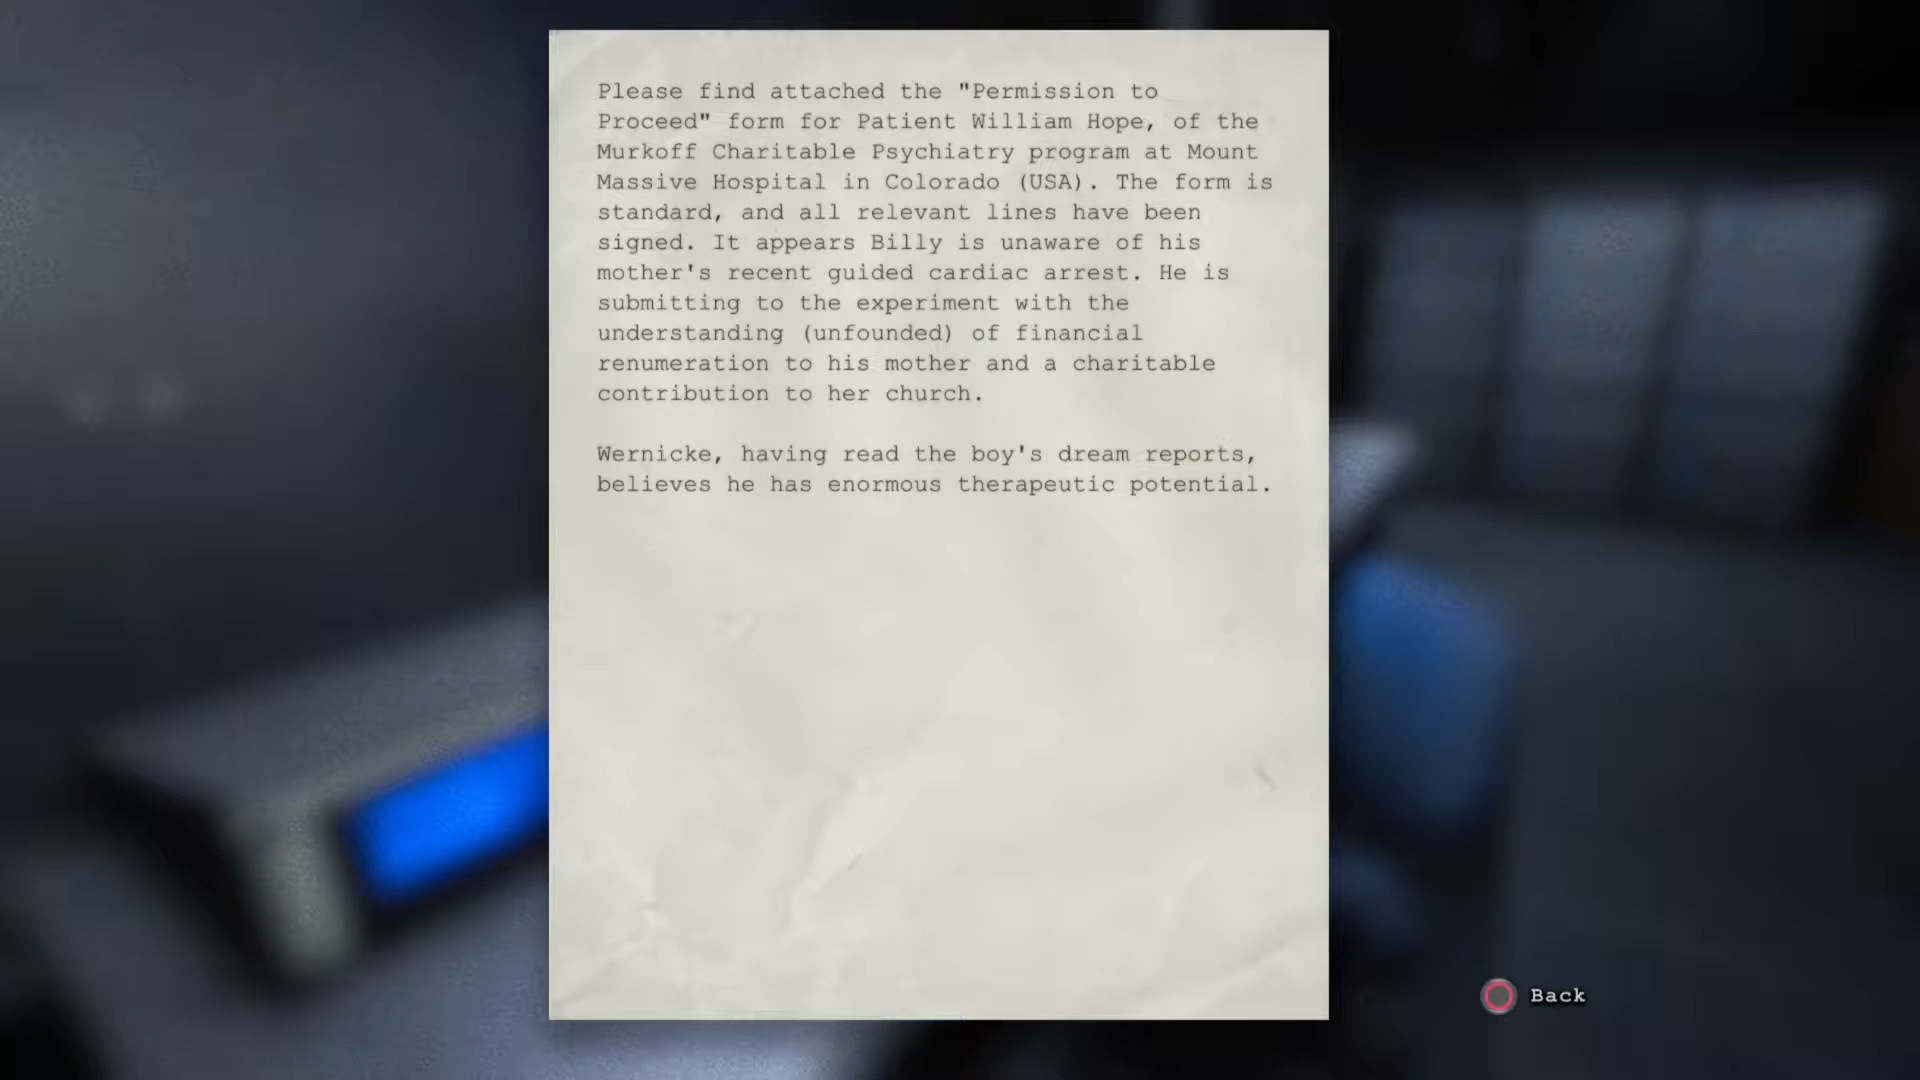 Please find attached the "Permission to
Proceed" form for Patient William Hope, of the
Murkoff Charitable Psychiatry program at Mount
Massive Hospital in Colorado (USA). The form is
standard, and all relevant lines have been
signed. It appears Billy is unaware of his
mother's recent guided cardiac arrest. He is
submitting to the experiment with the
understanding (unfounded) of financial
renumeration to his mother and a charitable
contribution to her church.
Wernicke, having read the boy's dream reports,
believes he has enormous therapeutic potential.
Back